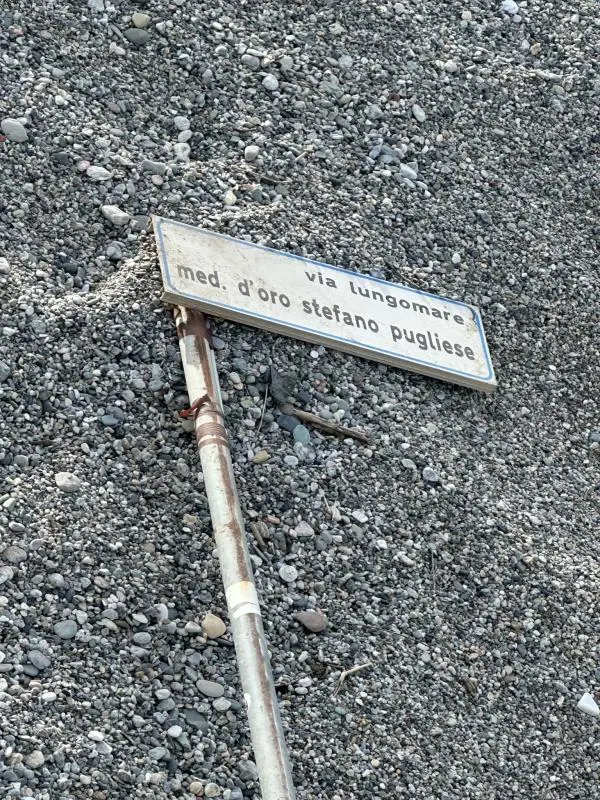 via lungomare
med. d'oro stefano pugliese